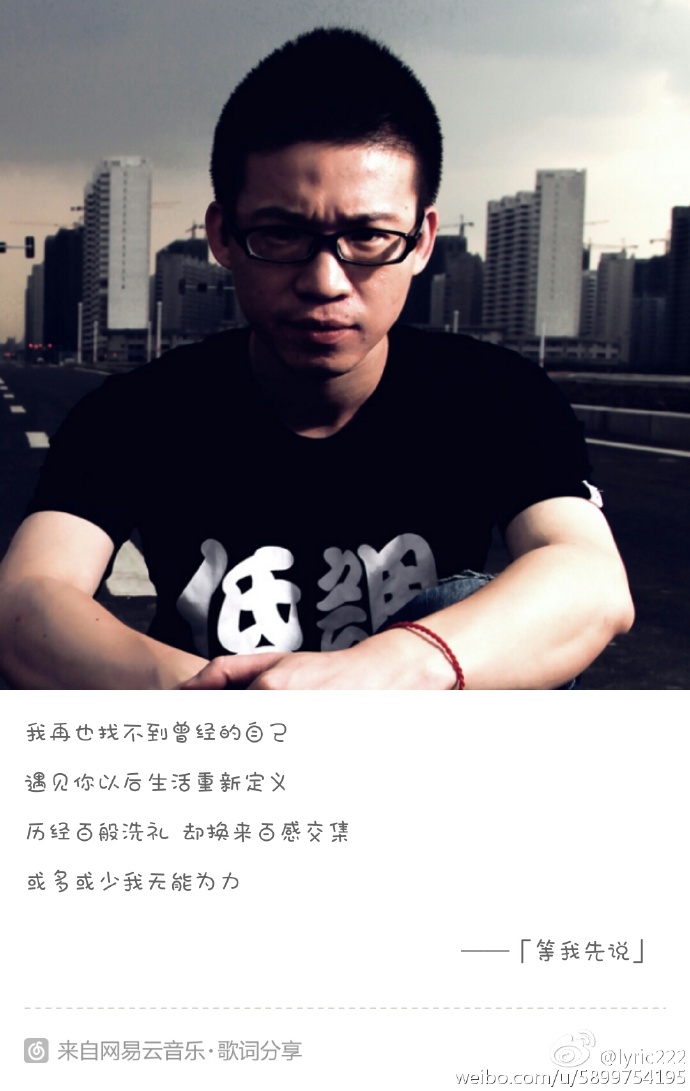 低調
我再也找不到曾经的自己
遇见你以后生活重新定义
历经百般洗礼 却换来百感交集
或多或少我无能为力
——「等我先说」
来自网易云音乐·歌词分享
@lyric222
weibo.com/u/5899754195